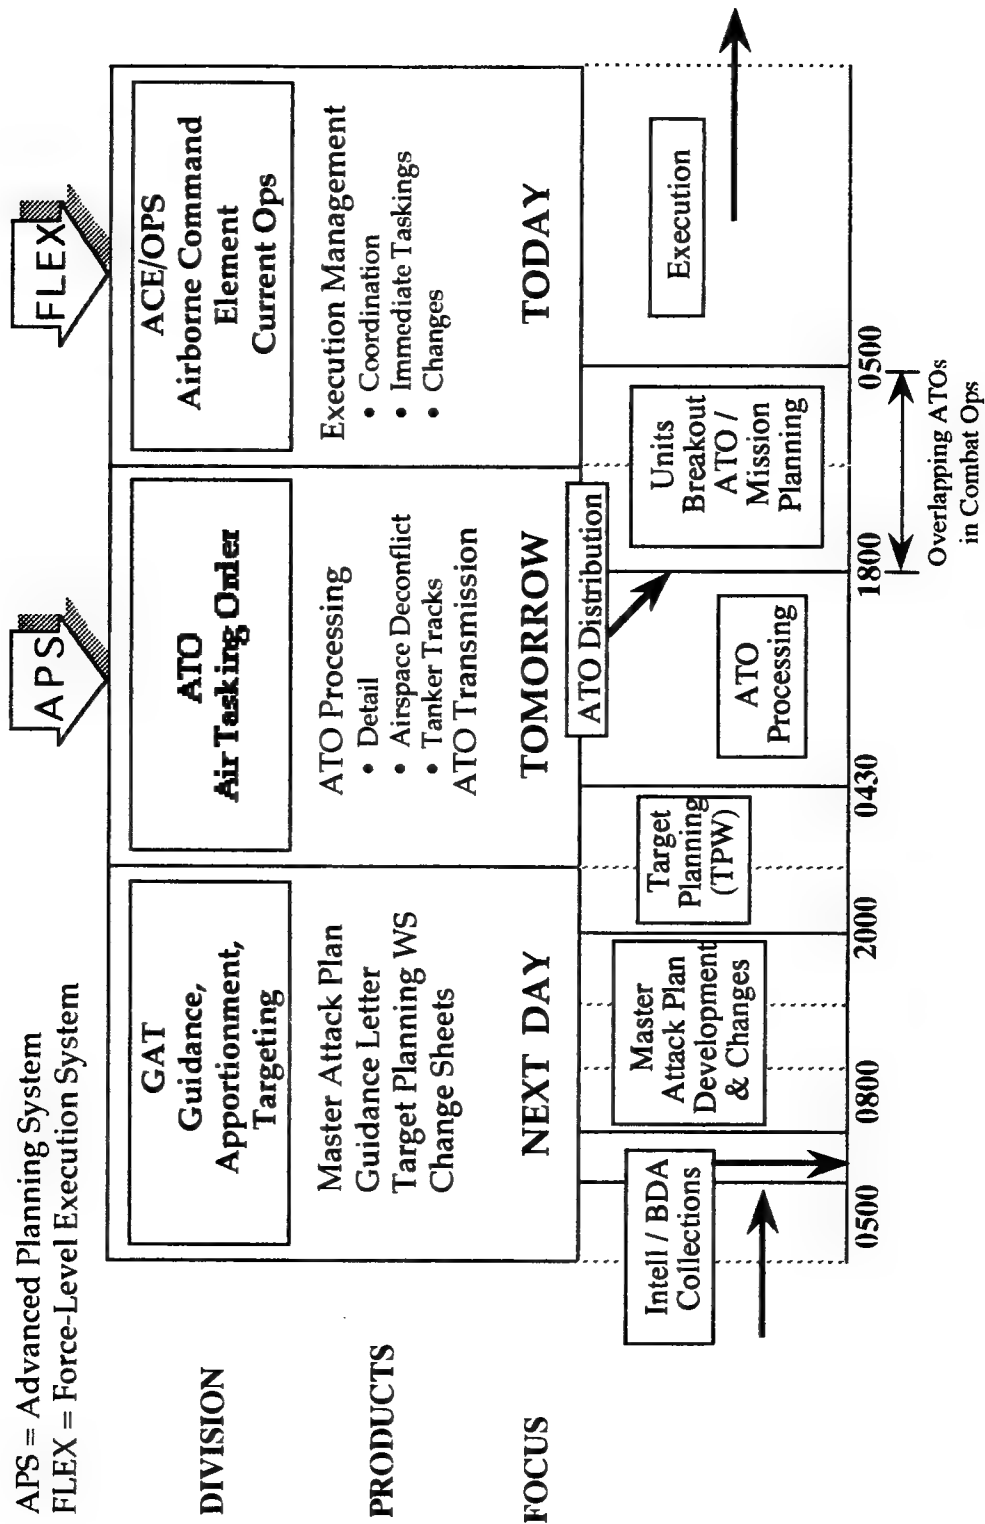 APS = Advanced Planning System
FLEX = Force-Level Execution System
APS
FLEX
DIVISION
GAT
Guidance,
Apportionment,
Targeting
ATO
Air Tasking Order
ACE/OPS
Airborne Command
Element
Current Ops
PRODUCTS
Master Attack Plan
Guidance Letter
Target Planning WS
Change Sheets
ATO Processing
• Detail
• Airspace Deconflict
• Tanker Tracks
ATO Transmission
Execution Management
• Coordination
• Immediate Taskings
• Changes
FOCUS
NEXT DAY
TOMORROW
TODAY
Intell / BDA
Collections
Master
Attack Plan
Development
& Changes
Target
Planning
(TPW)
ATO Distribution
ATO
Processing
Units
Breakout
ATO /
Mission
Planning
Execution
0500
0800
2000
0430
1800
0500
Overlapping ATOs
in Combat Ops